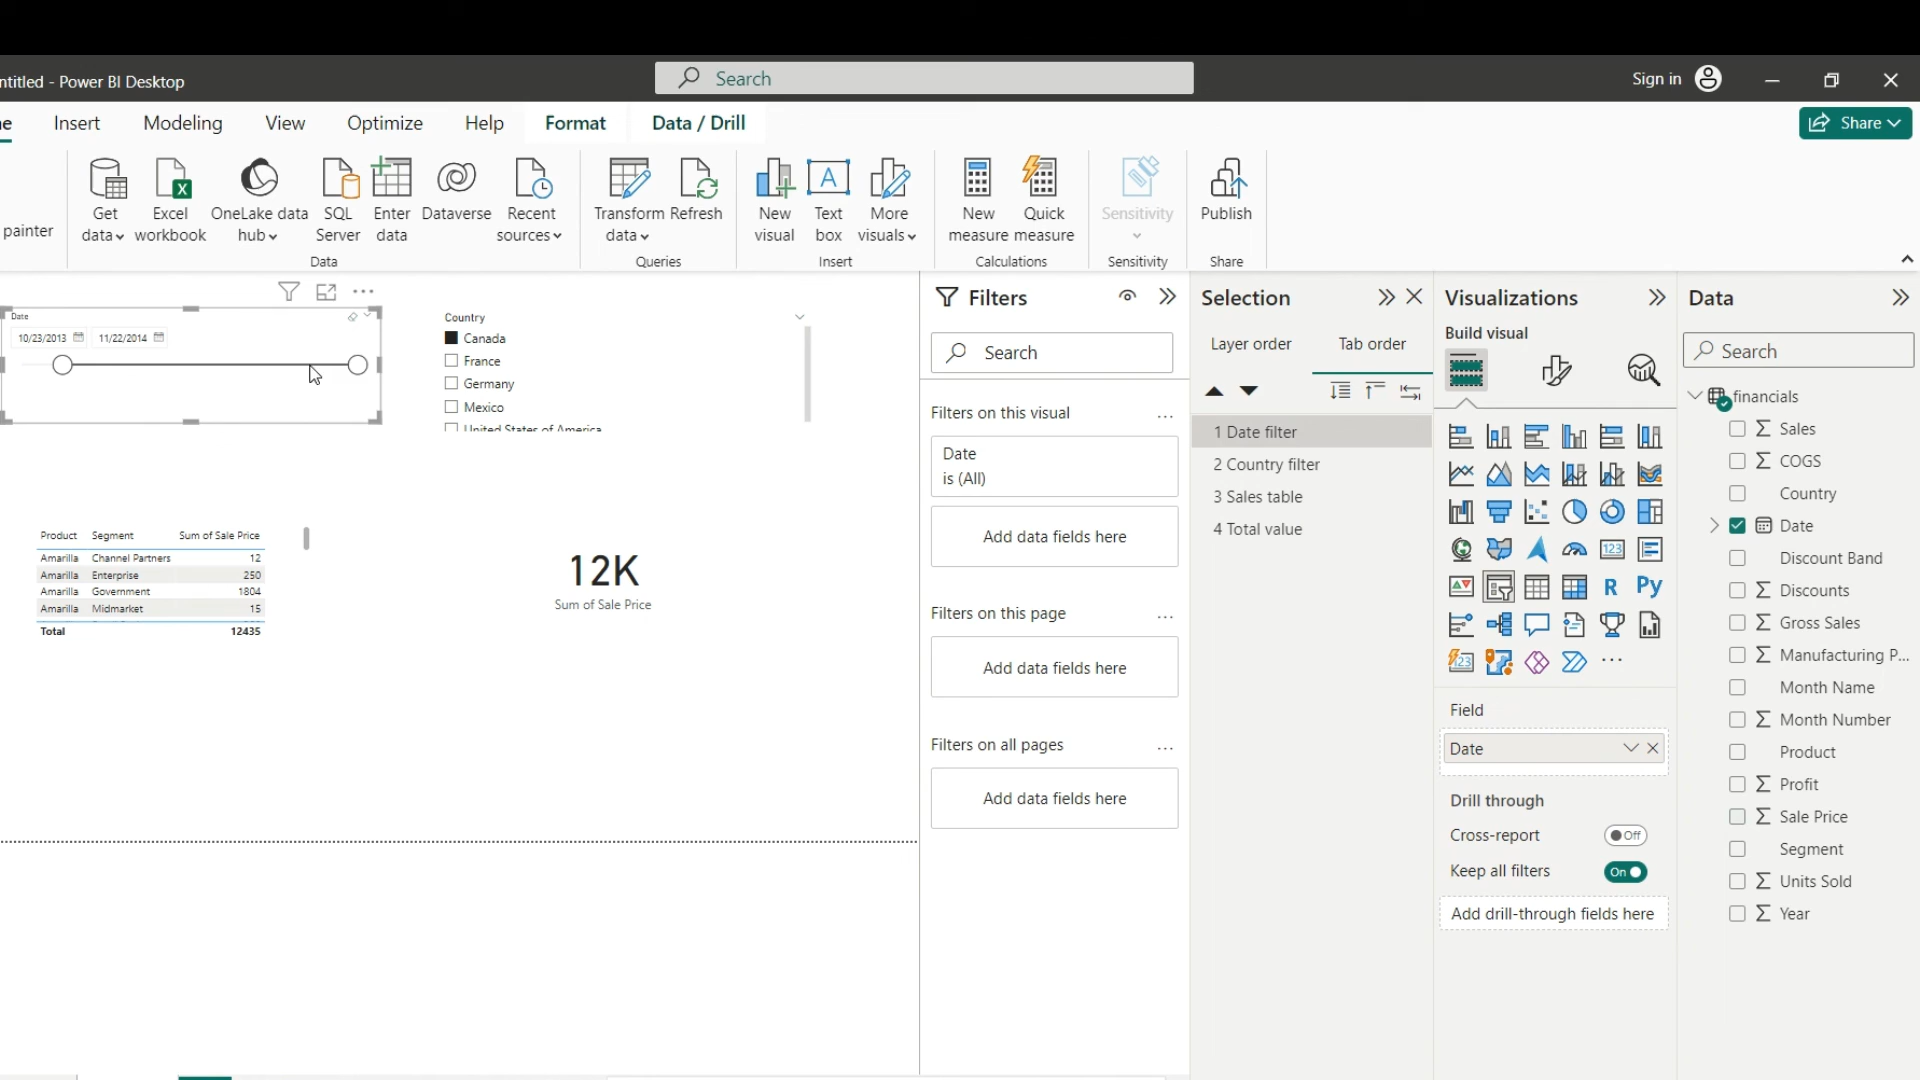 ntitled - Power BI Desktop
Search
Sign in
Insert
Modeling
View
Optimize
Help
Format
Data / Drill
Share
painter
Get data
Excel workbook
OneLake data hub
SQL Server
Enter data
Dataverse
Recent sources
Transform data
Refresh
New visual
Text box
More visuals
New measure
Quick measure
Sensitivity
Publish
Data
Queries
Insert
Calculations
Sensitivity
Share
Date
10/23/2013
11/22/2014
Country
Canada
France
Germany
Mexico
United States of America
Product Segment Sum of Sale Price
Amarilla Channel Partners 12
Amarilla Enterprise 250
Amarilla Government 1804
Amarilla Midmarket 15
Total 12435
12K
Sum of Sale Price
Filters
Search
Filters on this visual ...
Date
is (All)
Add data fields here
Filters on this page ...
Add data fields here
Filters on all pages ...
Add data fields here
Selection
Layer order
Tab order
1 Date filter
2 Country filter
3 Sales table
4 Total value
Visualizations
Build visual
123
R
Py
123
...
Field
Date
Drill through
Cross-report
Off
Keep all filters
On
Add drill-through fields here
Data
Search
financials
Σ Sales
Σ COGS
Country
Date
Discount Band
Σ Discounts
Σ Gross Sales
Σ Manufacturing P...
Month Name
Σ Month Number
Product
Σ Profit
Σ Sale Price
Segment
Σ Units Sold
Σ Year